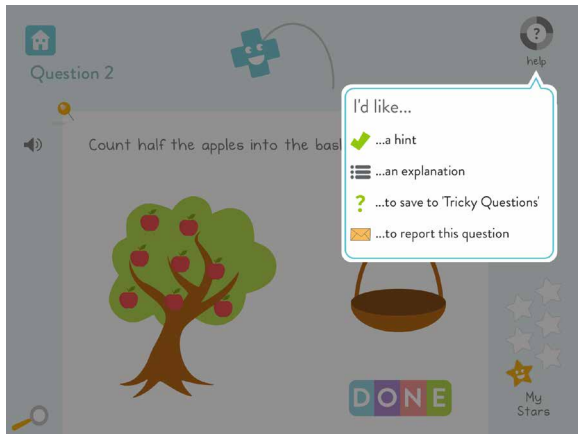 ?
help
Question 2
I'd like...
...a hint
...an explanation
? ...to save to 'Tricky Questions'
...to report this question
Count half the apples into the
DONE
My
Stars